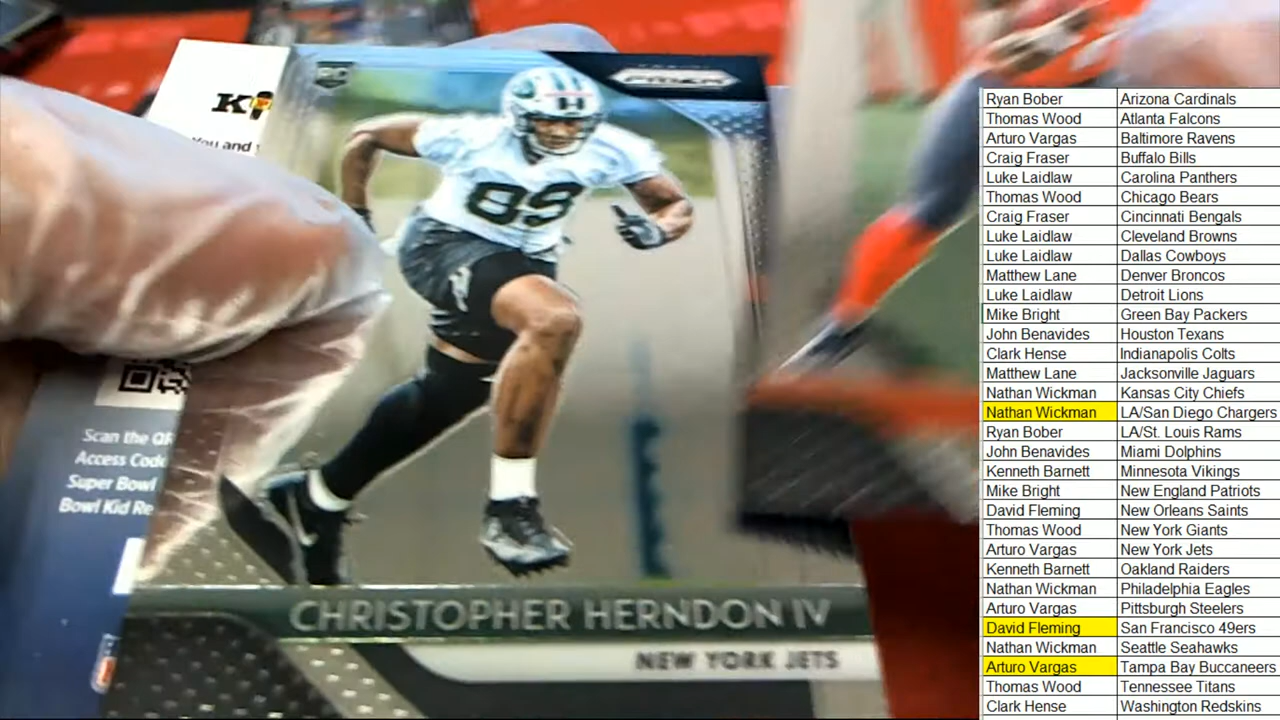 RC
PANINI
PRIZM
K
You and
89
Scan the QR
Access Code
Super Bowl
Bowl Kid Re
CHRISTOPHER HERNDON IV
NEW YORK JETS
Ryan Bober Arizona Cardinals
Thomas Wood Atlanta Falcons
Arturo Vargas Baltimore Ravens
Craig Fraser Buffalo Bills
Luke Laidlaw Carolina Panthers
Thomas Wood Chicago Bears
Craig Fraser Cincinnati Bengals
Luke Laidlaw Cleveland Browns
Luke Laidlaw Dallas Cowboys
Matthew Lane Denver Broncos
Luke Laidlaw Detroit Lions
Mike Bright Green Bay Packers
John Benavides Houston Texans
Clark Hense Indianapolis Colts
Matthew Lane Jacksonville Jaguars
Nathan Wickman Kansas City Chiefs
Nathan Wickman LA/San Diego Chargers
Ryan Bober LA/St. Louis Rams
John Benavides Miami Dolphins
Kenneth Barnett Minnesota Vikings
Mike Bright New England Patriots
David Fleming New Orleans Saints
Thomas Wood New York Giants
Arturo Vargas New York Jets
Kenneth Barnett Oakland Raiders
Nathan Wickman Philadelphia Eagles
Arturo Vargas Pittsburgh Steelers
David Fleming San Francisco 49ers
Nathan Wickman Seattle Seahawks
Arturo Vargas Tampa Bay Buccaneers
Thomas Wood Tennessee Titans
Clark Hense Washington Redskins